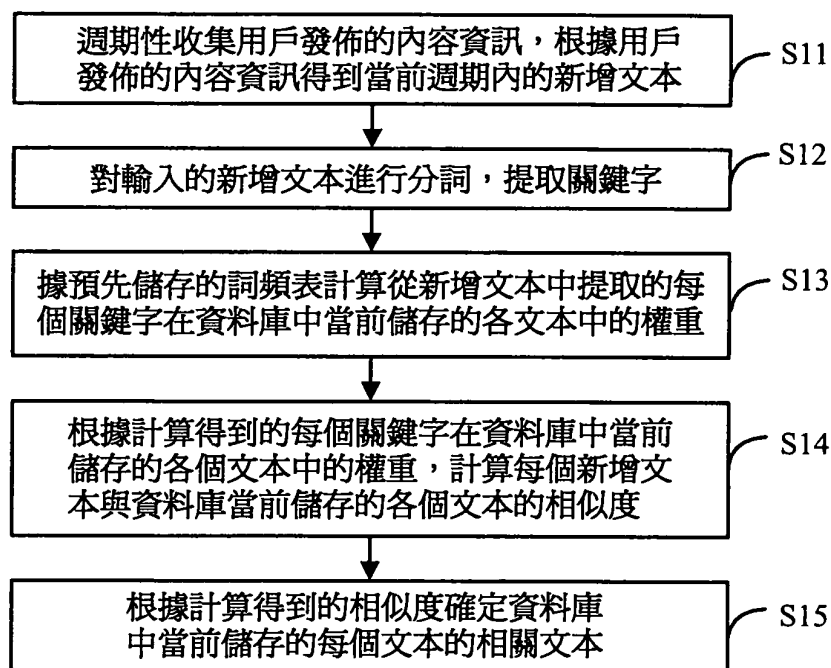 週期性收集用戶發佈的內容資訊，根據用戶
發佈的內容資訊得到當前週期內的新增文本
S11
對輸入的新增文本進行分詞，提取關鍵字
S12
據預先儲存的詞頻表計算從新增文本中提取的每
個關鍵字在資料庫中當前儲存的各文本中的權重
S13
根據計算得到的每個關鍵字在資料庫中當前
儲存的各個文本中的權重，計算每個新增文
本與資料庫當前儲存的各個文本的相似度
S14
根據計算得到的相似度確定資料庫
中當前儲存的每個文本的相關文本
S15